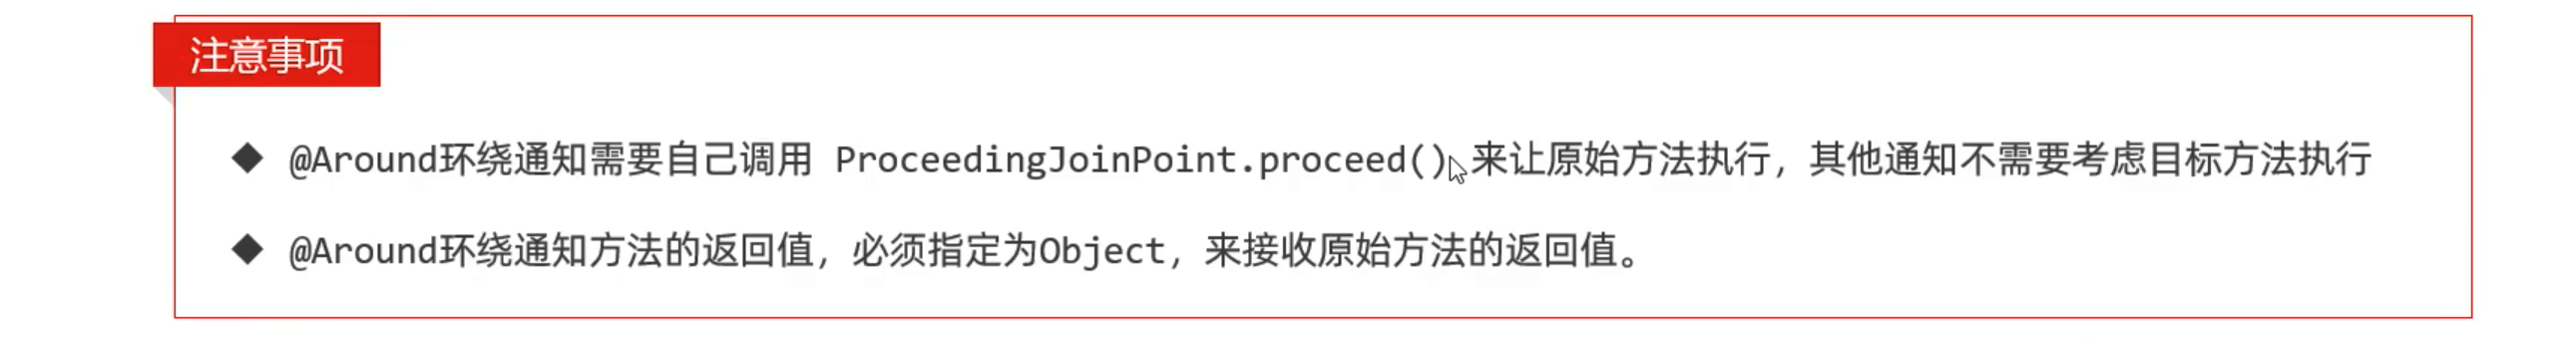 注意事项
◆ @Around环绕通知需要自己调用 ProceedingJoinPoint.proceed() 来让原始方法执行，其他通知不需要考虑目标方法执行
◆ @Around环绕通知方法的返回值，必须指定为Object，来接收原始方法的返回值。